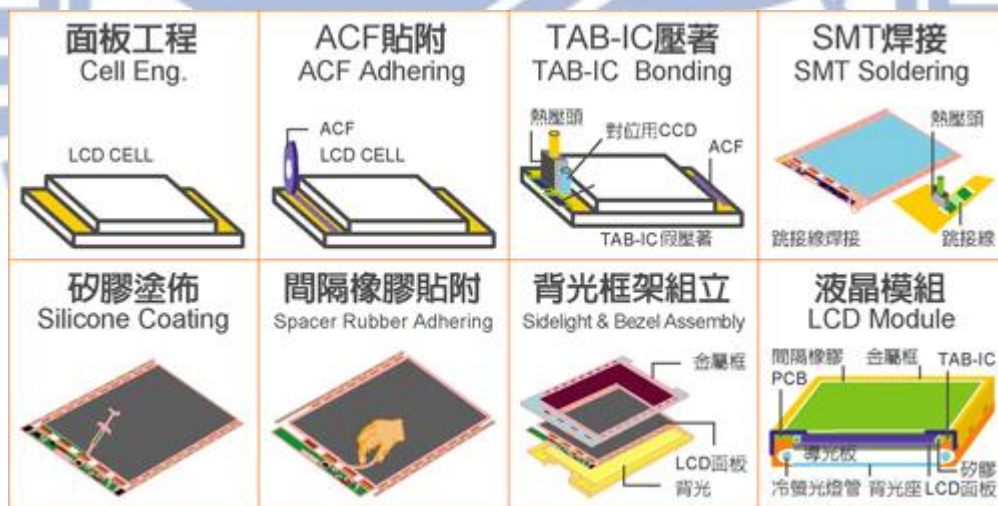 面板工程
Cell Eng.
LCD CELL
ACF貼附
ACF Adhering
ACF
LCD CELL
TAB-IC壓著
TAB-IC Bonding
熱壓頭
對位用CCD
ACF
TAB-IC假壓著
SMT焊接
SMT Soldering
熱壓頭
跳接線焊接
跳接線
矽膠塗佈
Silicone Coating
間隔橡膠貼附
Spacer Rubber Adhering
背光框架組立
Sidelight & Bezel Assembly
金屬框
LCD面板
背光
液晶模組
LCD Module
間隔橡膠
金屬框
TAB-IC
PCB
導光板
矽膠
冷螢光燈管
背光座
LCD面板